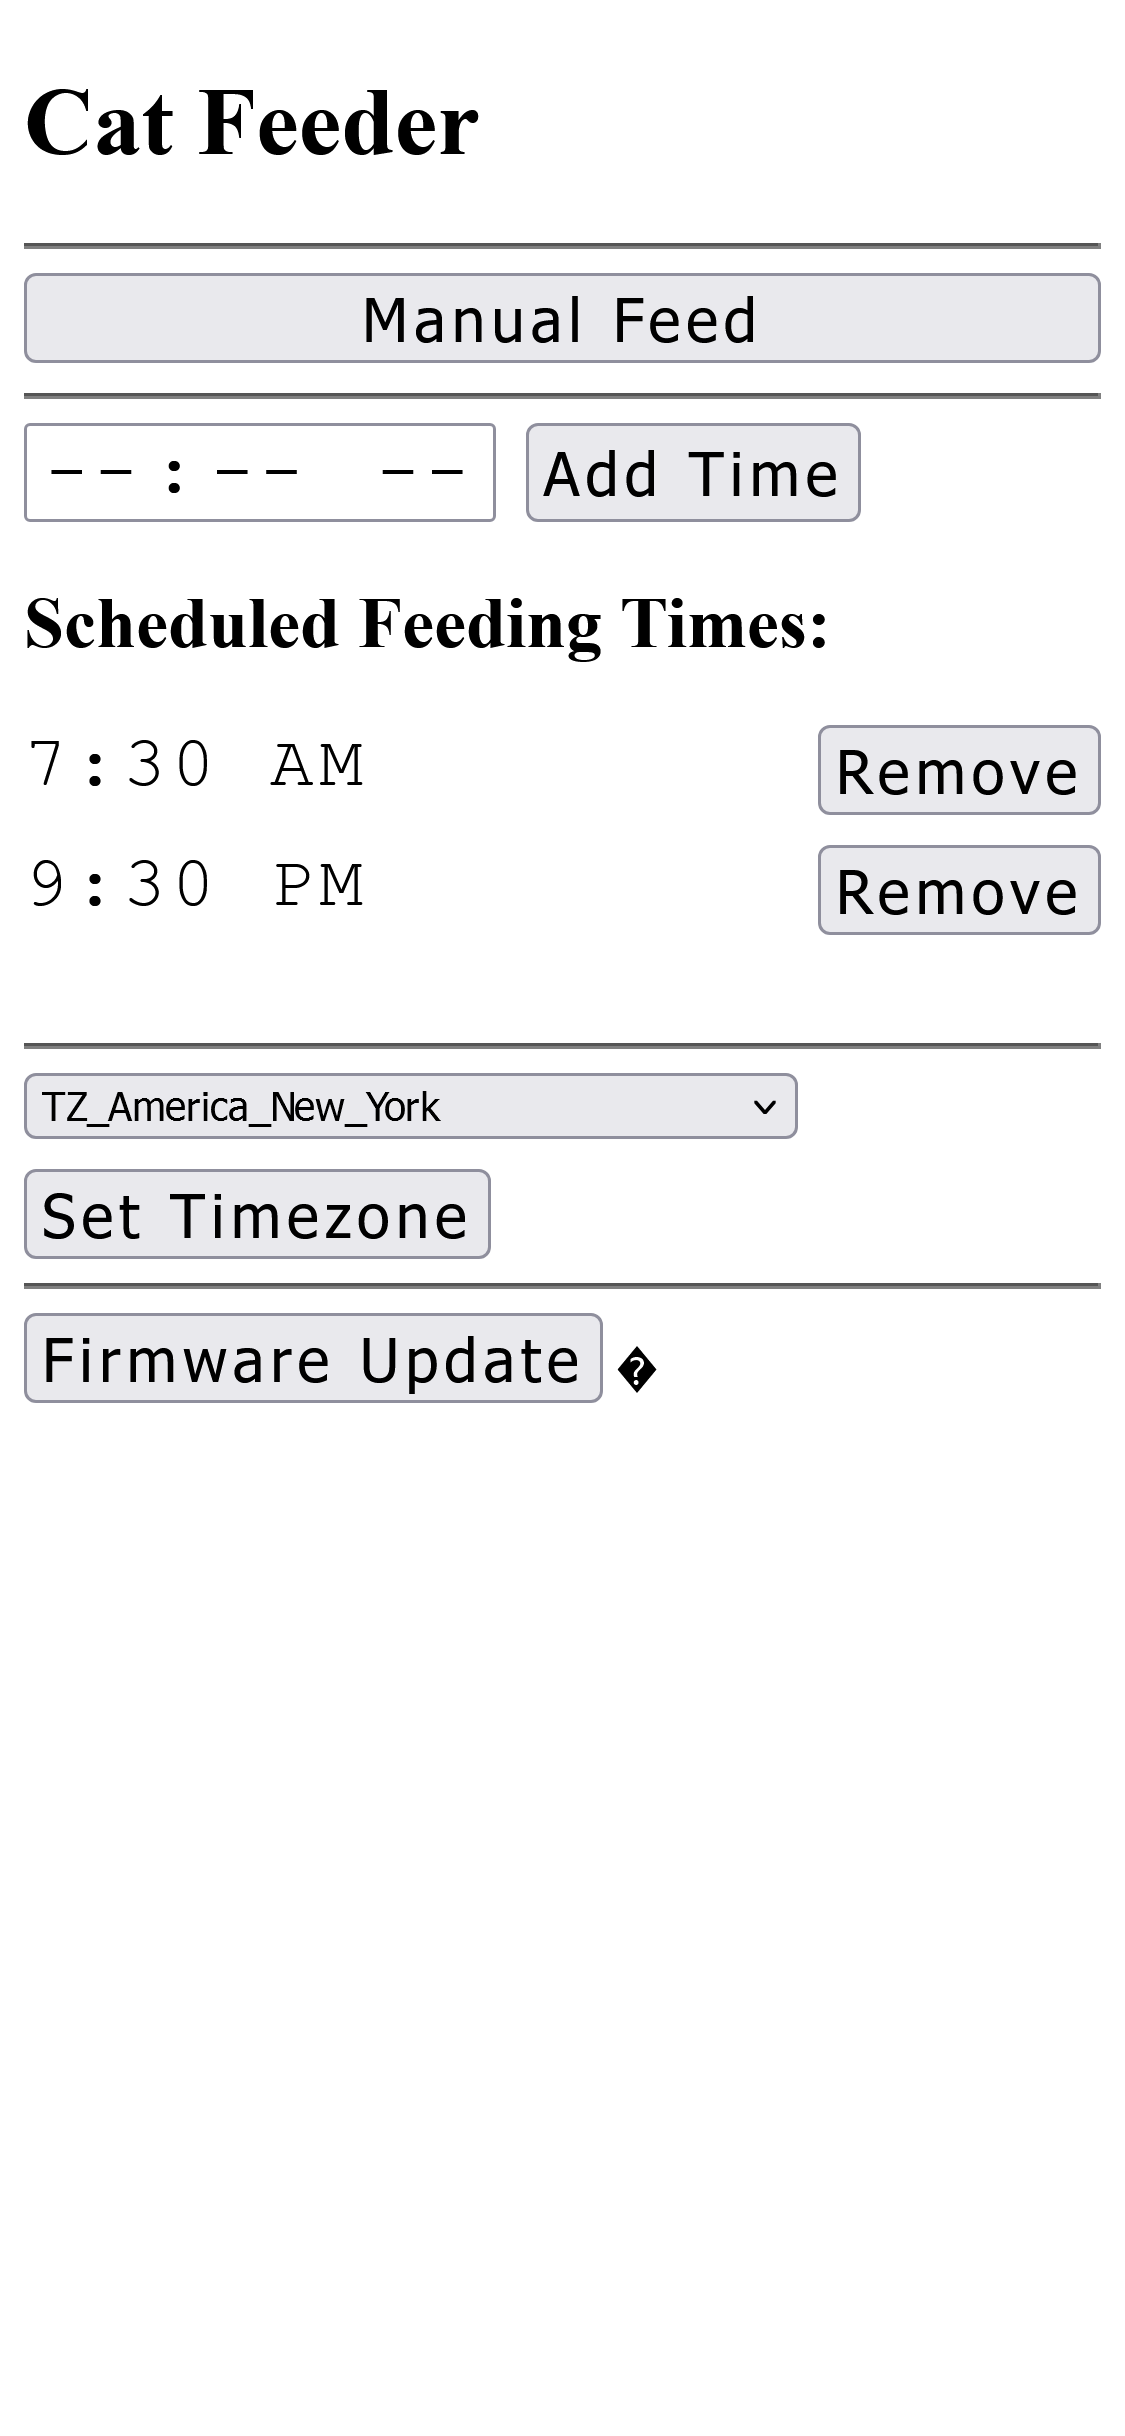 Cat Feeder
Manual Feed
--:-- -- Add Time
Scheduled Feeding Times:
7:30 AM Remove
9:30 PM Remove
TZ_America_New_York
Set Timezone
Firmware Update �